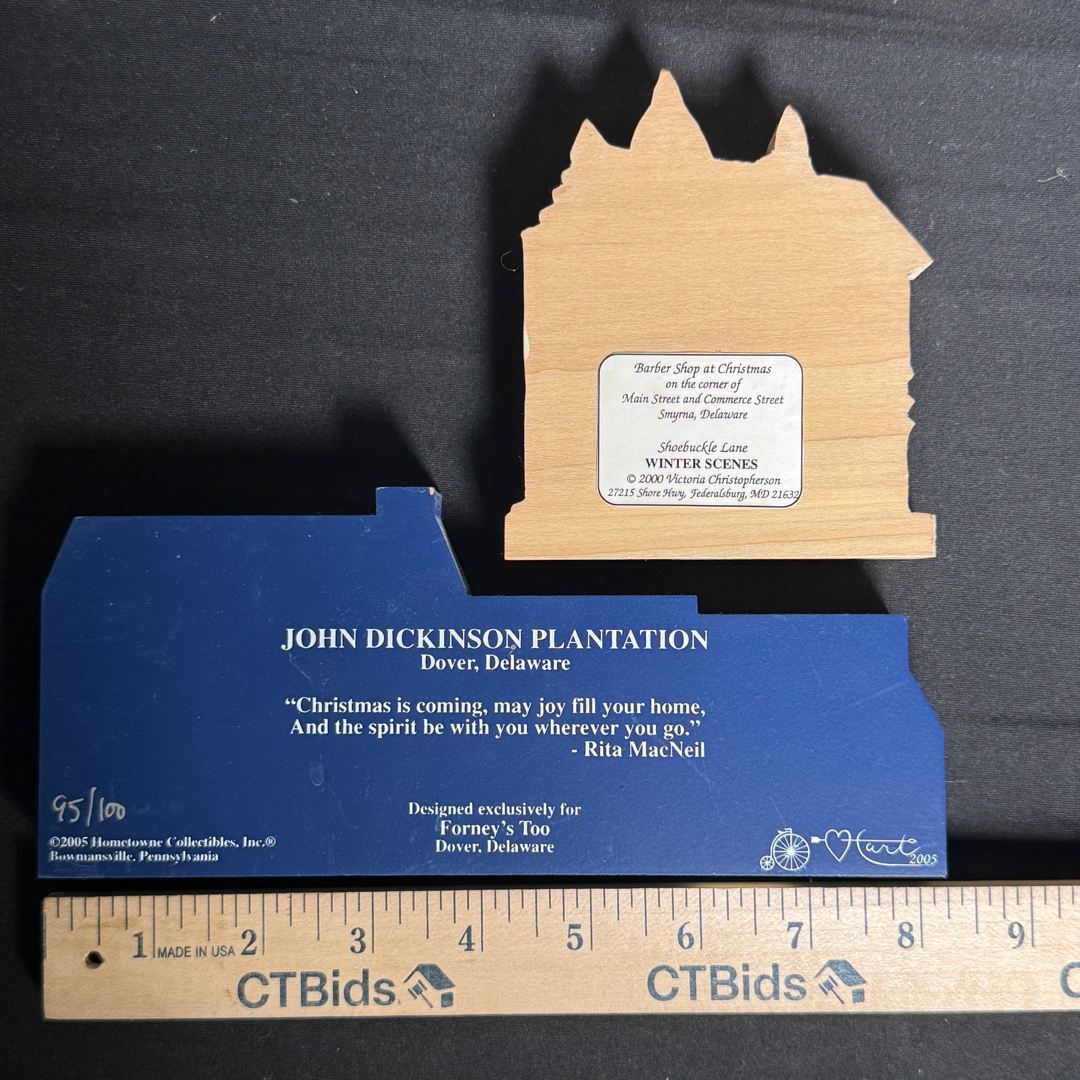 Barber Shop at Christmas
on the corner of
Main Street and Commerce Street
Smyrna, Delaware
Shoebuckle Lane
WINTER SCENES
© 2000 Victoria Christopherson
27215 Shore Hwy, Federalsburg, MD 21632
JOHN DICKINSON PLANTATION
Dover, Delaware
“Christmas is coming, may joy fill your home,
And the spirit be with you wherever you go.”
- Rita MacNeil
95/100
©2005 Hometowne Collectibles, Inc.®
Bowmansville, Pennsylvania
Designed exclusively for
Forney's Too
Dover, Delaware
Hart
2005
1 MADE IN USA 2 3 4 5 6 7 8 9
CTBids CTBids C